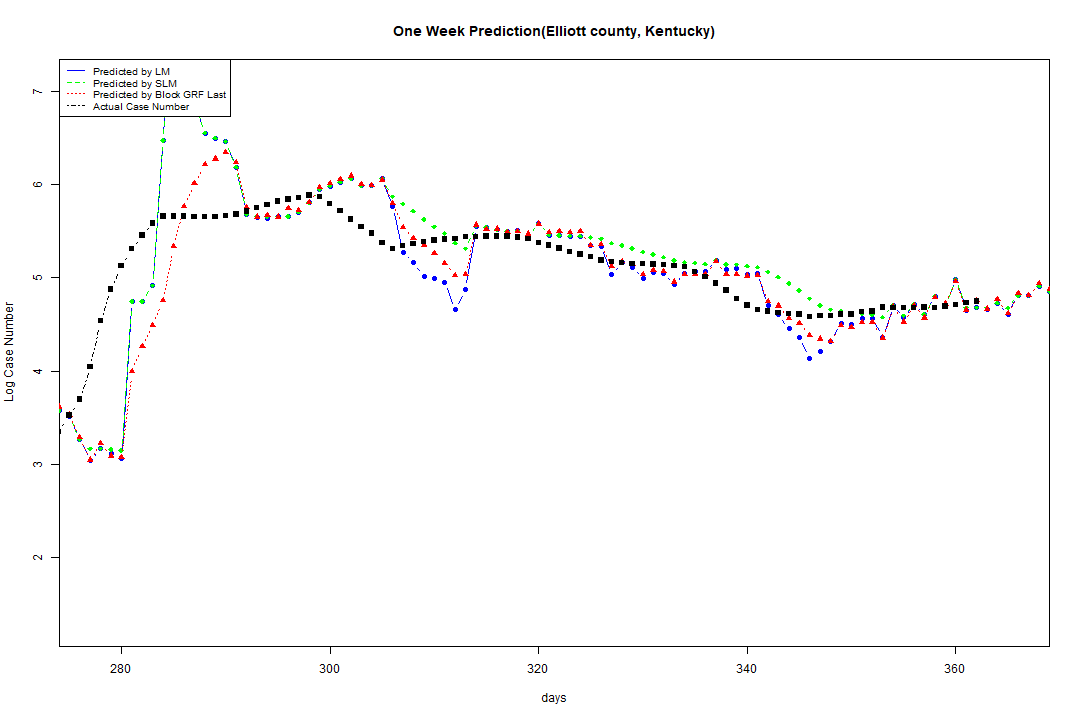 One Week Prediction(Elliott county, Kentucky)
Predicted by LM
Predicted by SLM
Predicted by Block GRF Last
Actual Case Number
7
6
5
4
3
2
Log Case Number
280 300 320 340 360
days